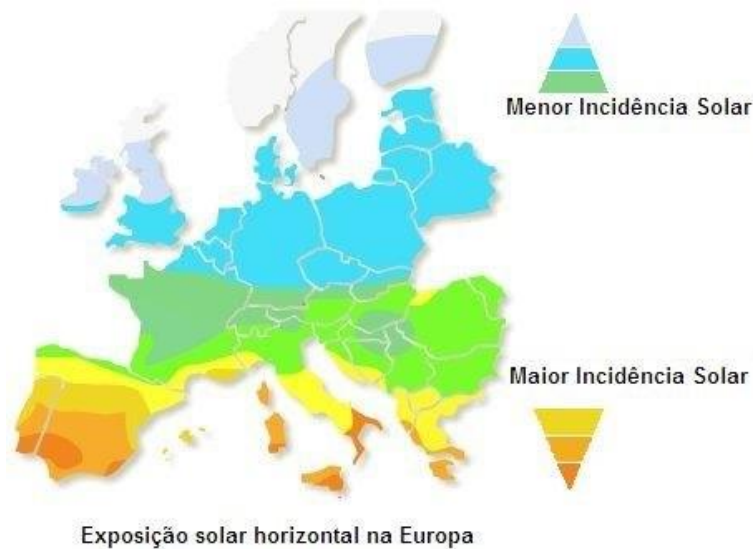 Menor Incidência Solar
Maior Incidência Solar
Exposição solar horizontal na Europa